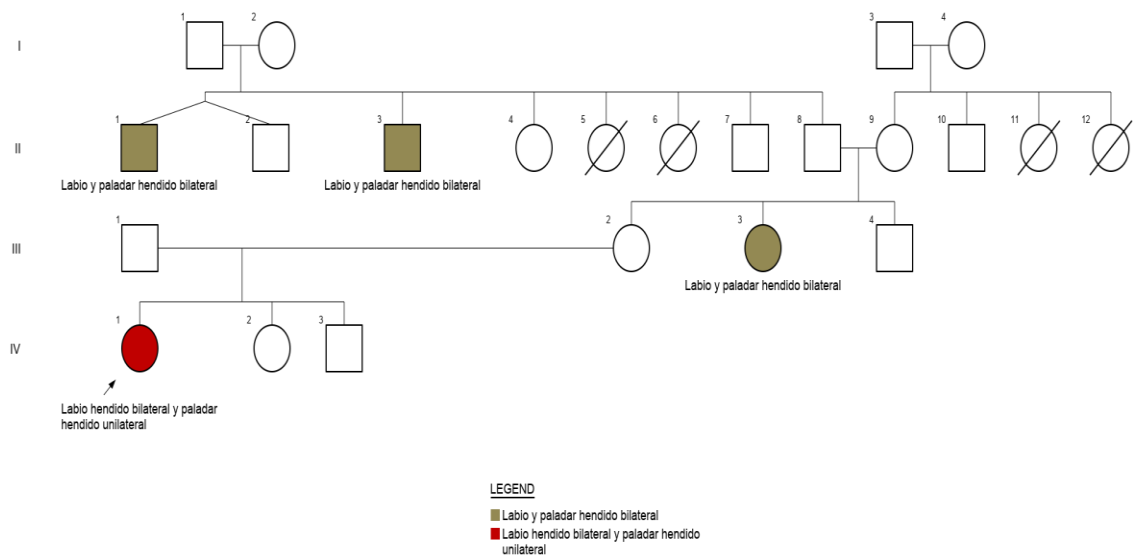 1 2 3 4
I
1 2 3 4 5 6 7 8 9 10 11 12
II
Labio y paladar hendido bilateral Labio y paladar hendido bilateral
1 2 3 4
III
Labio y paladar hendido bilateral
1 2 3
IV
Labio hendido bilateral y paladar
hendido unilateral
LEGEND
Labio y paladar hendido bilateral
Labio hendido bilateral y paladar hendido
unilateral